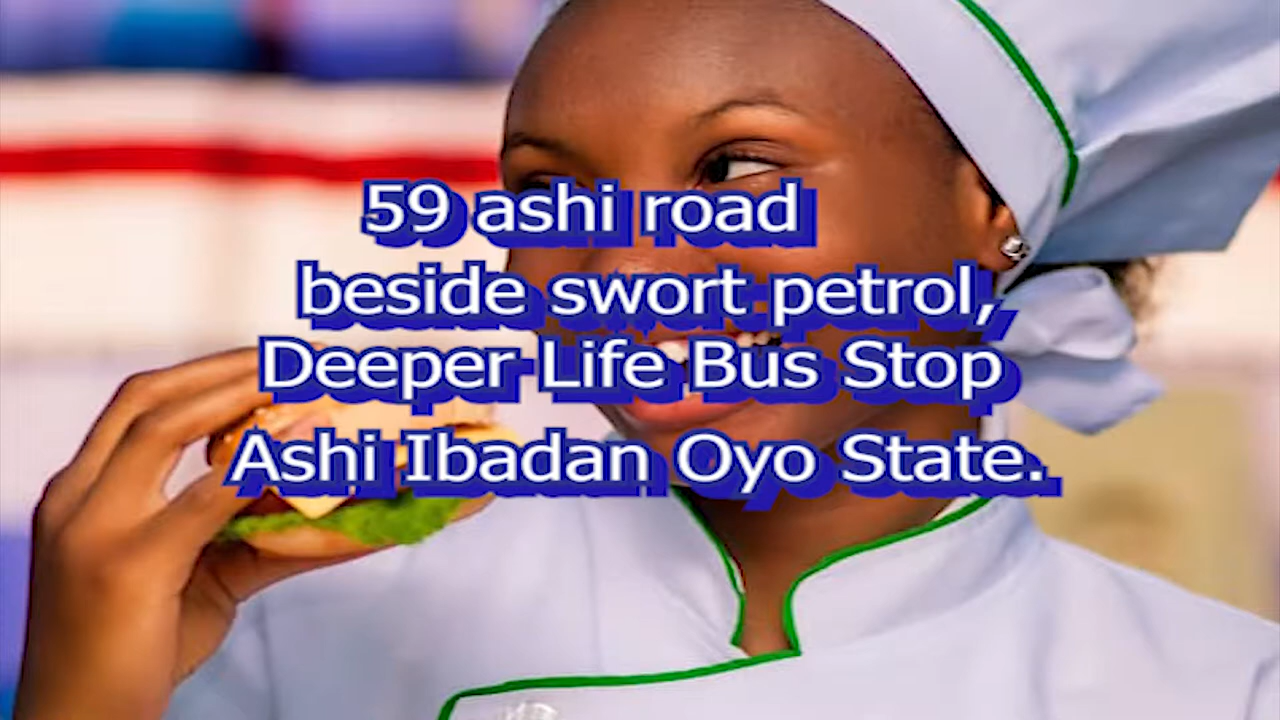 59 ashi road
beside swort petrol,
Deeper Life Bus Stop
Ashi Ibadan Oyo State.